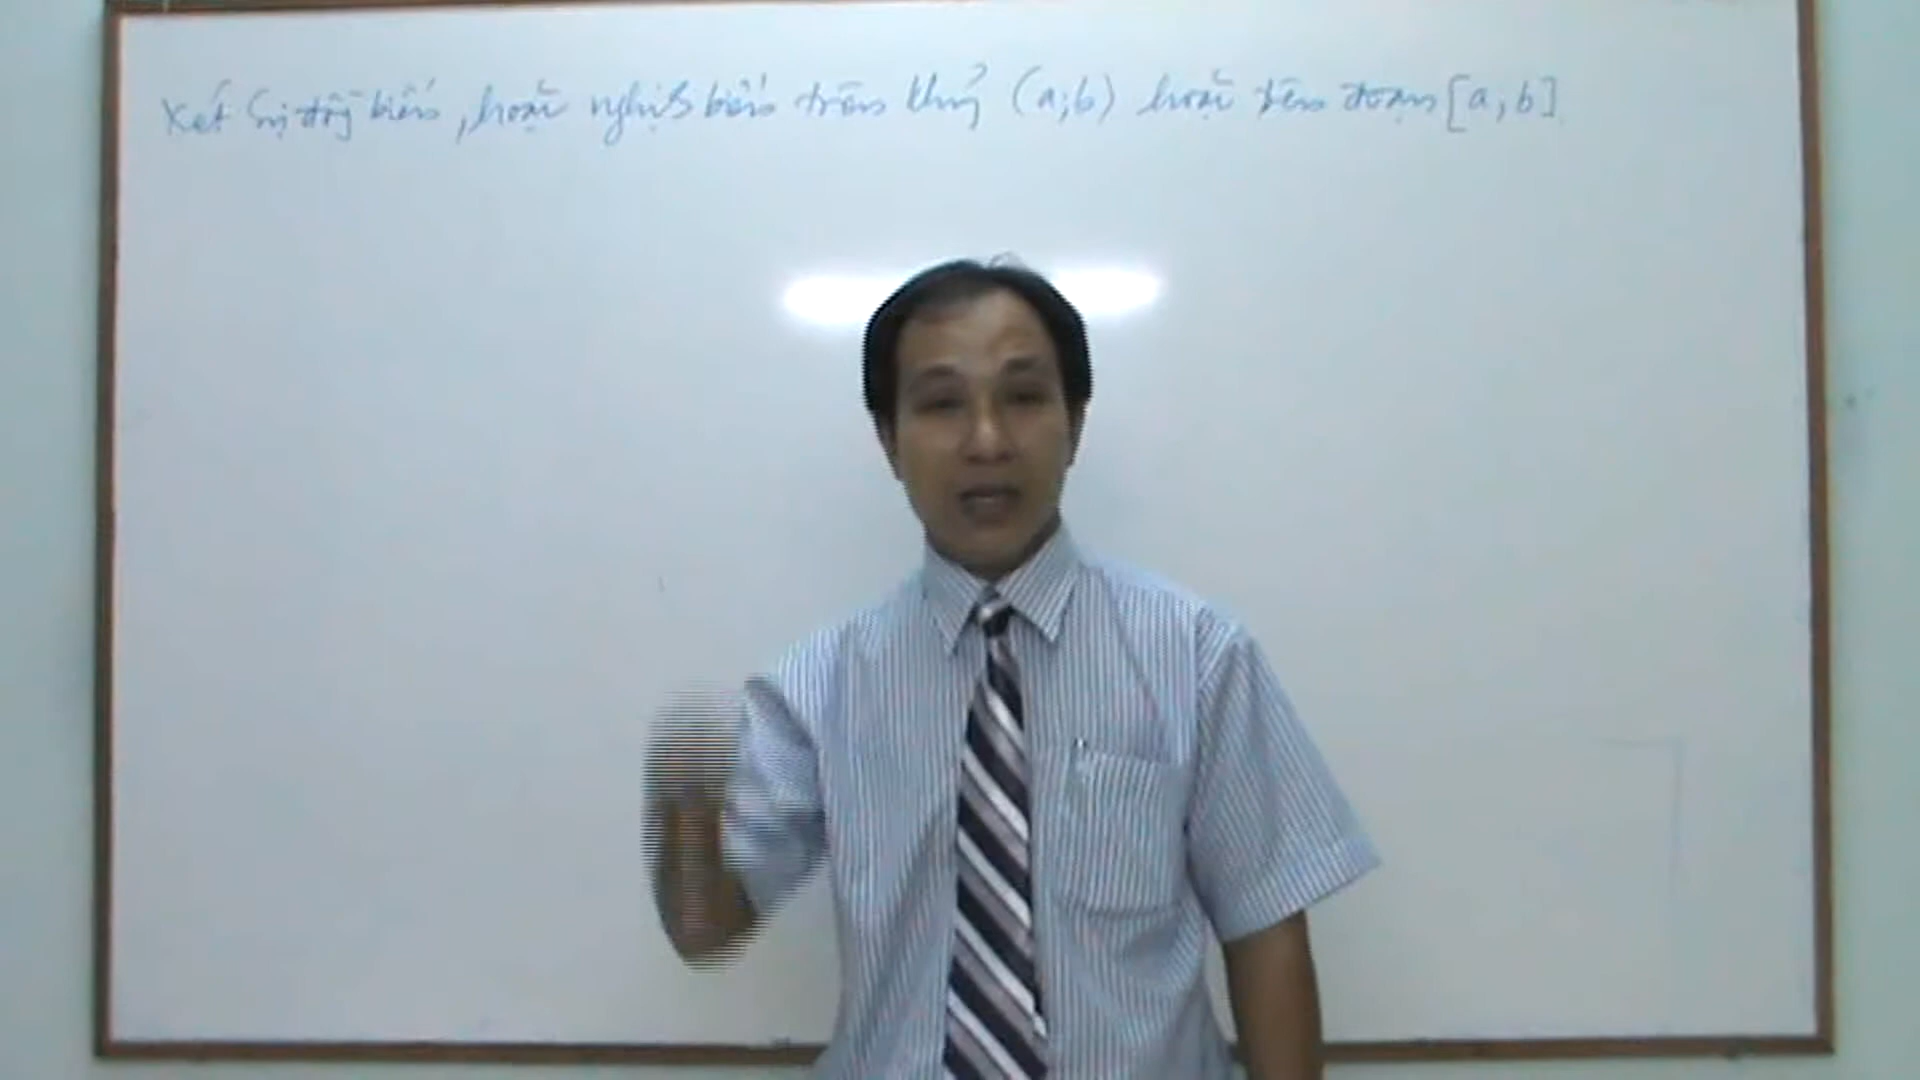 Xét sự đồng biến, hoặc nghịch biến trên khoảng (a;b) hoặc trên đoạn [a,b]